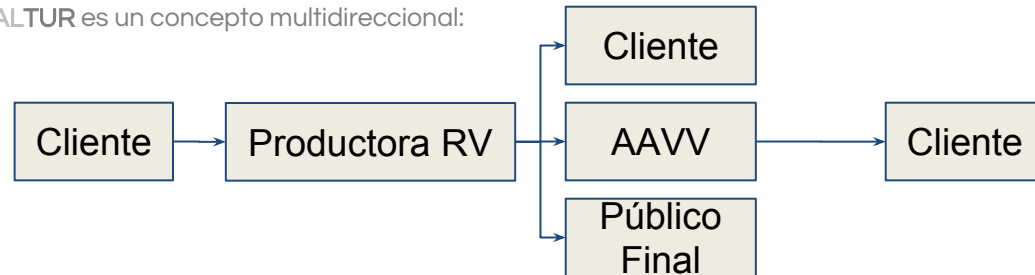 ALTUR es un concepto multidireccional:
Cliente
Cliente
Productora RV
AAVV
Cliente
Público
Final